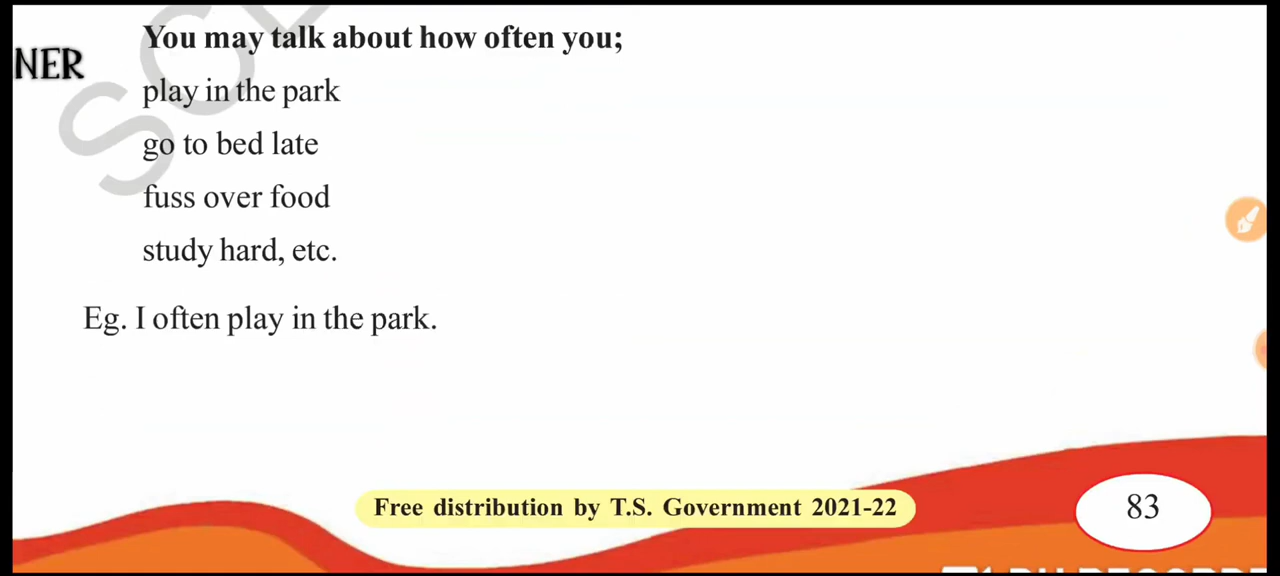 You may talk about how often you;
NER
play in the park
go to bed late
fuss over food
study hard, etc.
Eg. I often play in the park.
Free distribution by T.S. Government 2021-22
83